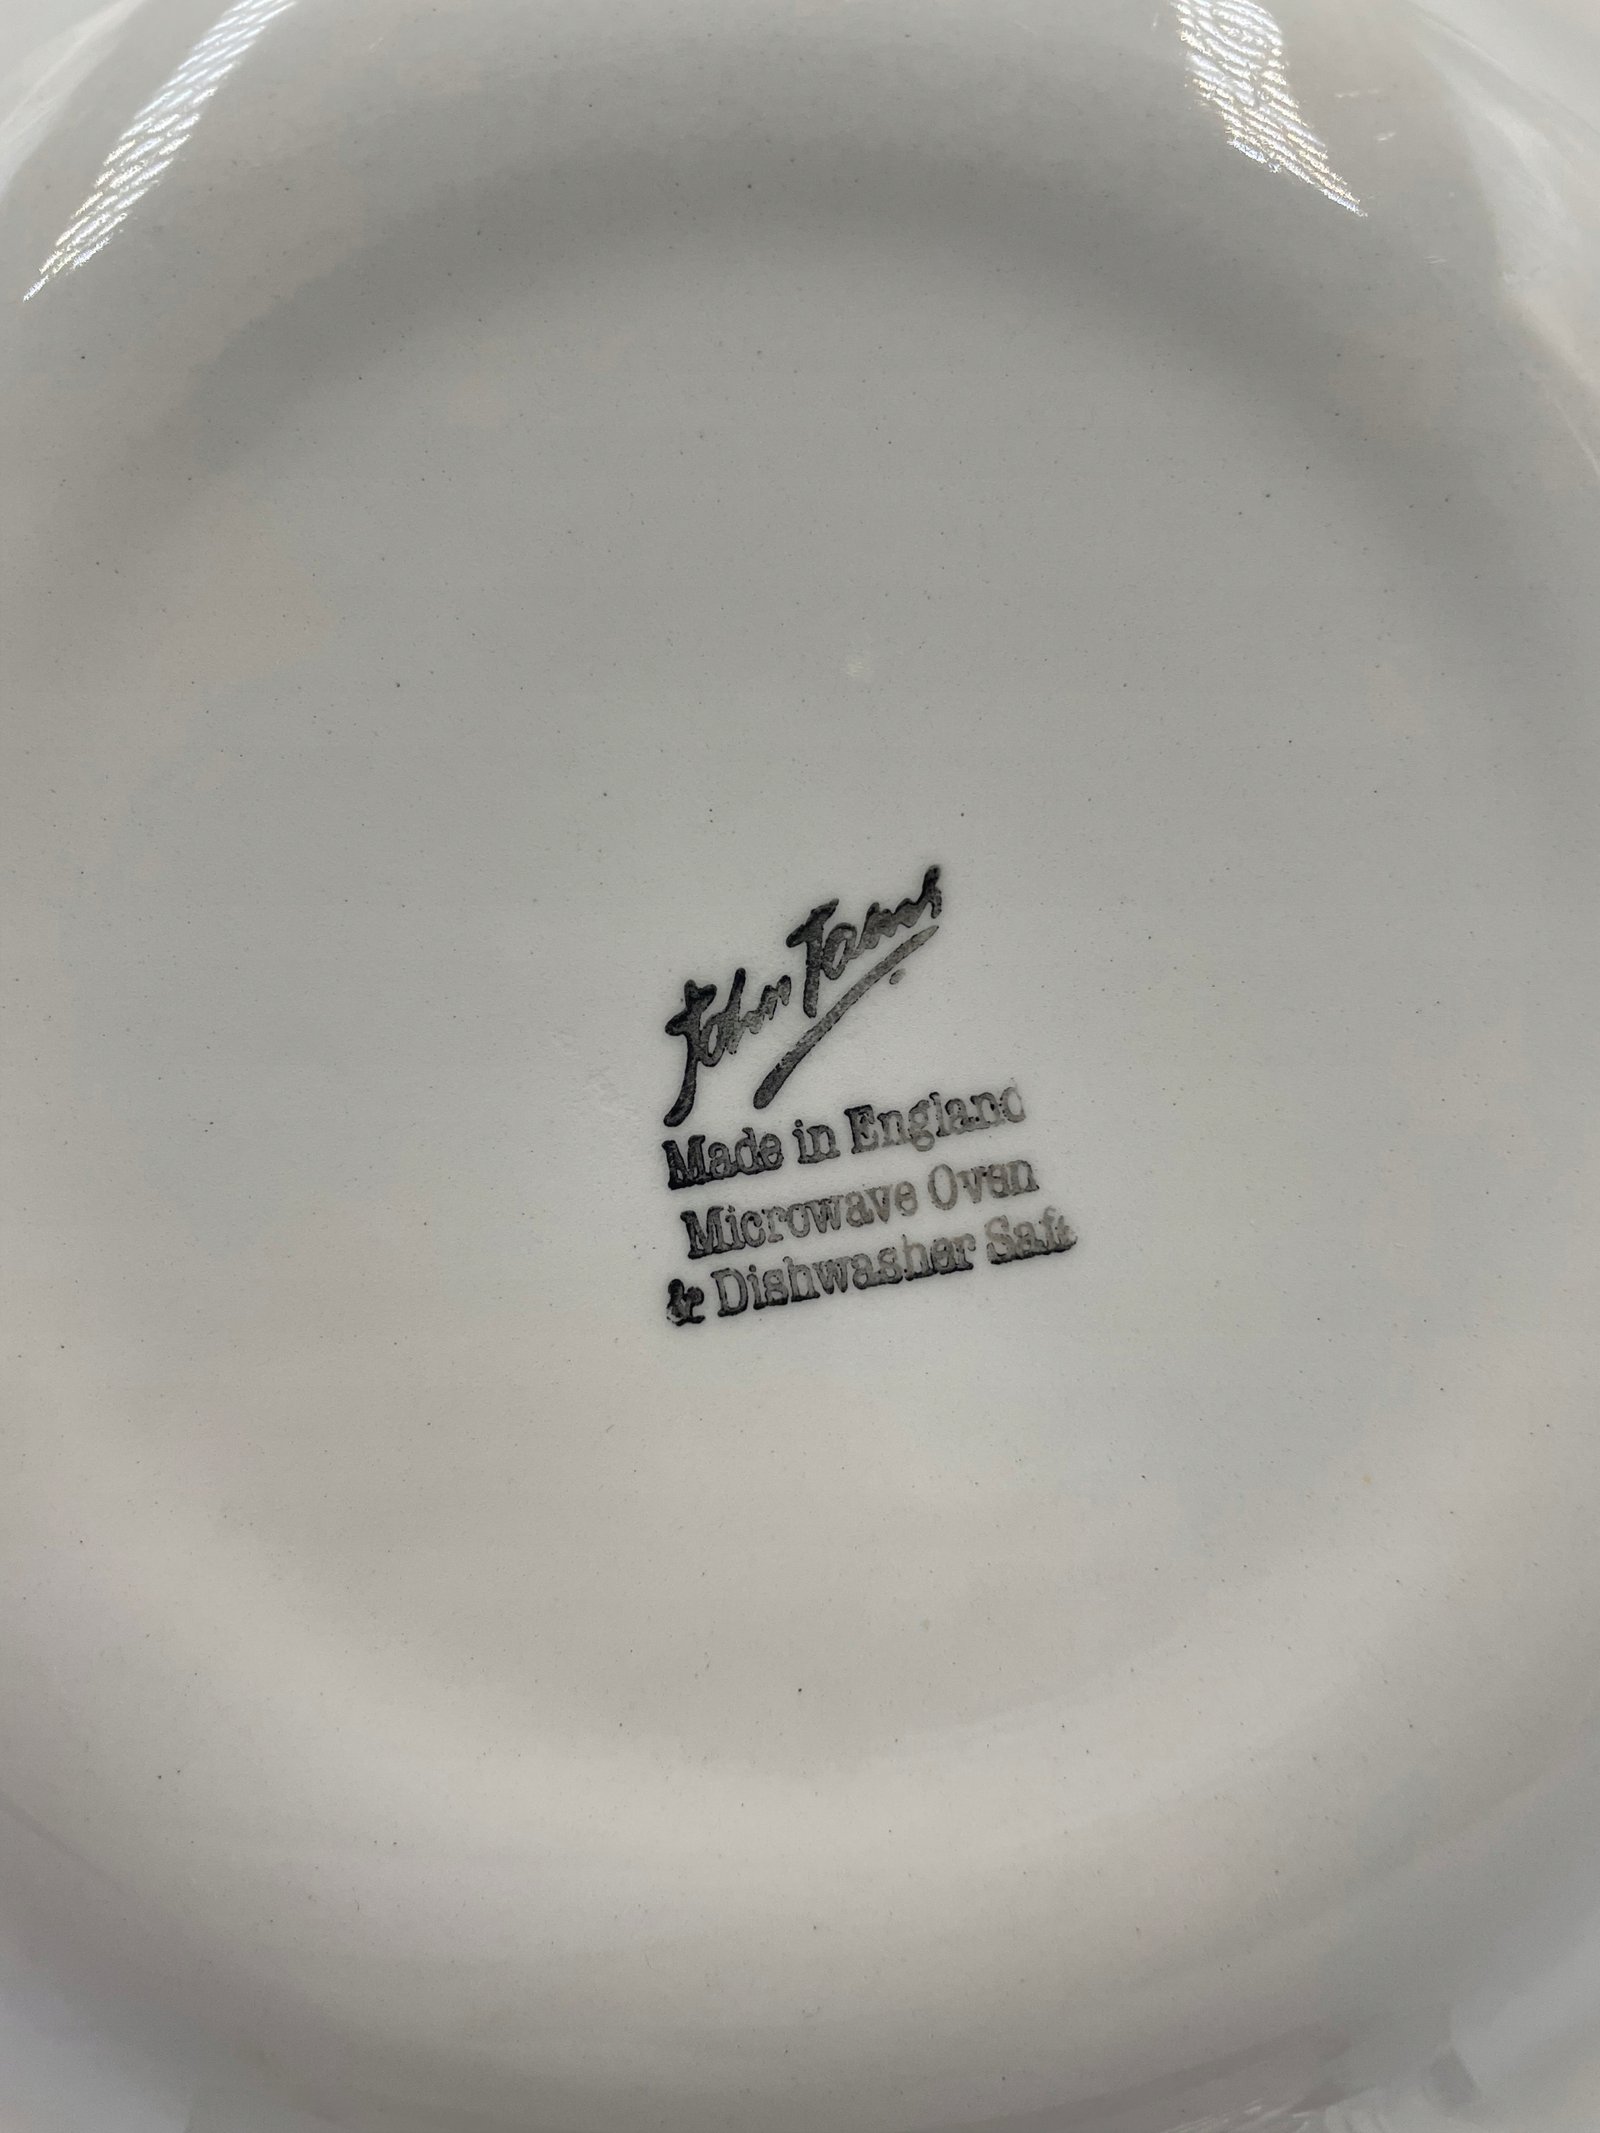 John Tams
Made in England
Microwave Oven
& Dishwasher Safe